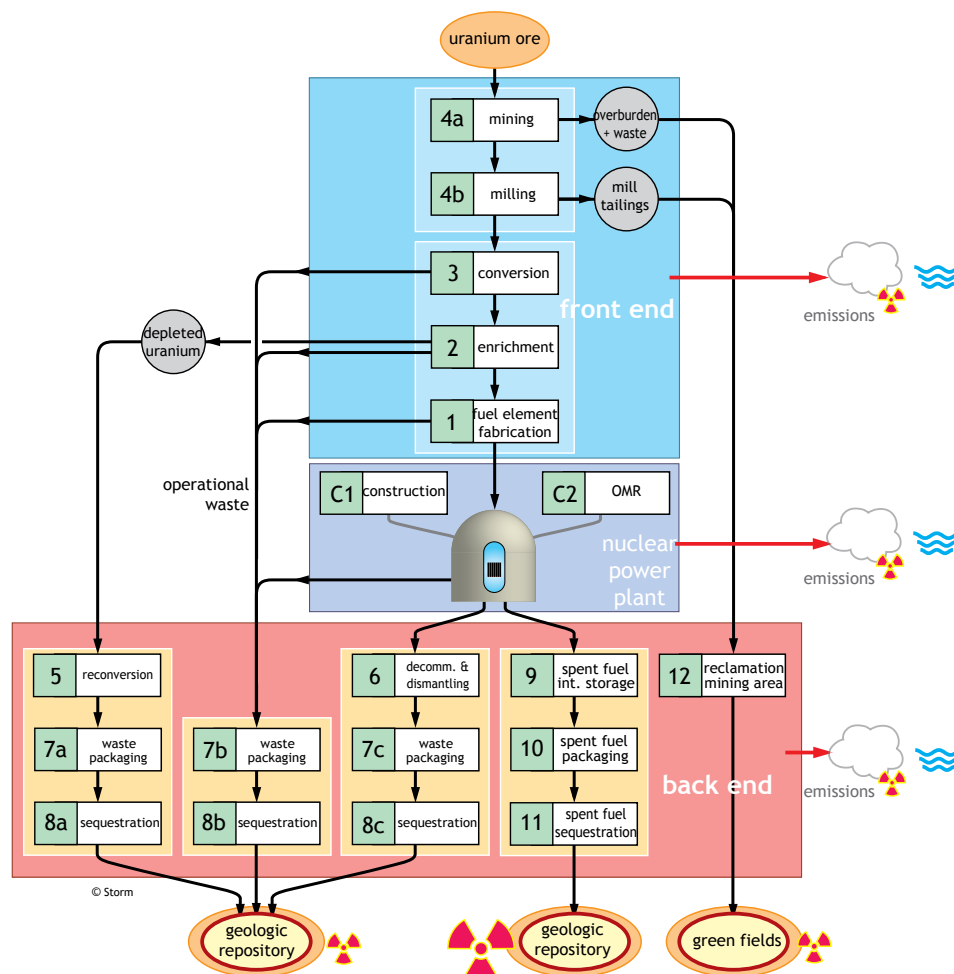 uranium ore
4a
mining
overburden
+ waste
4b
milling
mill
tailings
3
conversion
front end
emissions
depleted
uranium
2
enrichment
1
fuel element
fabrication
operational
waste
C1
construction
C2
OMR
nuclear
power
plant
emissions
5
reconversion
6
decomm. &
dismantling
9
spent fuel
int. storage
12
reclamation
mining area
7a
waste
packaging
7b
waste
packaging
7c
waste
packaging
10
spent fuel
packaging
back end
emissions
8a
sequestration
8b
sequestration
8c
sequestration
11
spent fuel
sequestration
© Storm
geologic
repository
geologic
repository
green fields